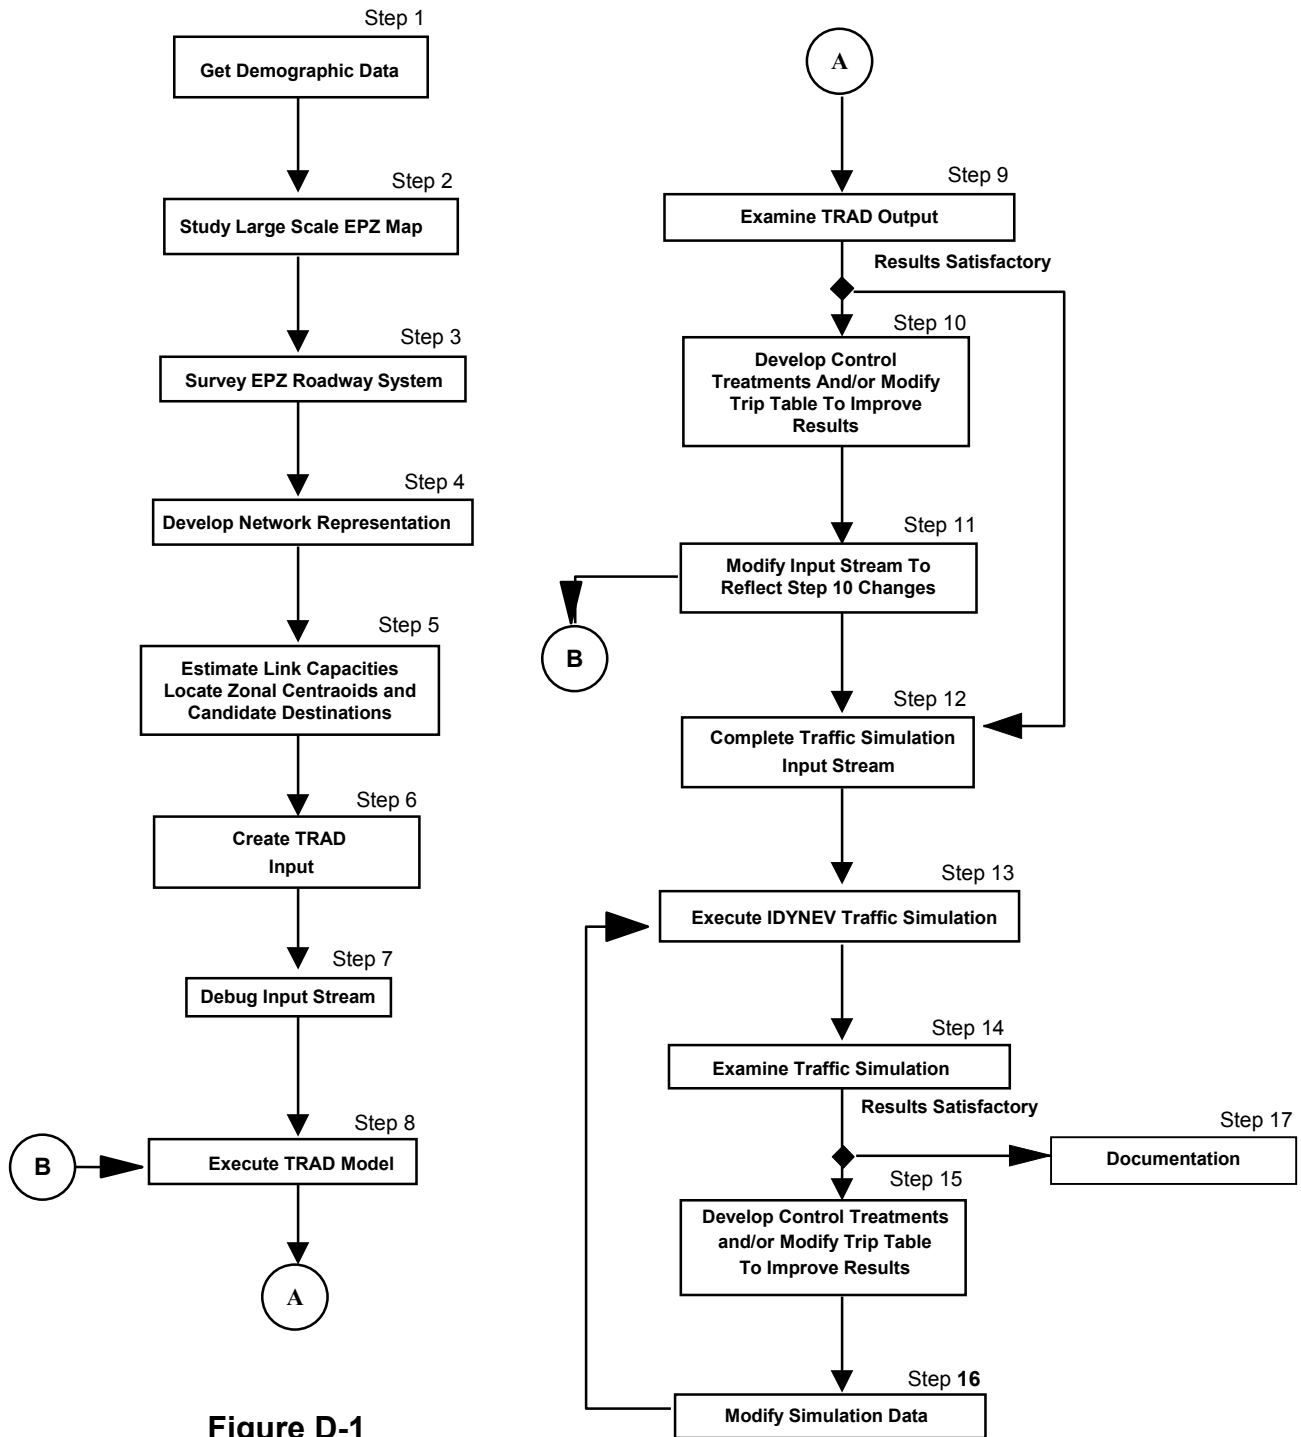 Step 1
Get Demographic Data
Step 2
Study Large Scale EPZ Map
Step 3
Survey EPZ Roadway System
Step 4
Develop Network Representation
Step 5
Estimate Link Capacities
Locate Zonal Centraoids and
Candidate Destinations
Step 6
Create TRAD
Input
Step 7
Debug Input Stream
Step 8
B
Execute TRAD Model
A
Figure D-1
A
Step 9
Examine TRAD Output
Results Satisfactory
Step 10
Develop Control
Treatments And/or Modify
Trip Table To Improve
Results
Step 11
Modify Input Stream To
Reflect Step 10 Changes
B
Step 12
Complete Traffic Simulation
Input Stream
Step 13
Execute IDYNEV Traffic Simulation
Step 14
Examine Traffic Simulation
Results Satisfactory
Step 17
Documentation
Step 15
Develop Control Treatments
and/or Modify Trip Table
To Improve Results
Step 16
Modify Simulation Data